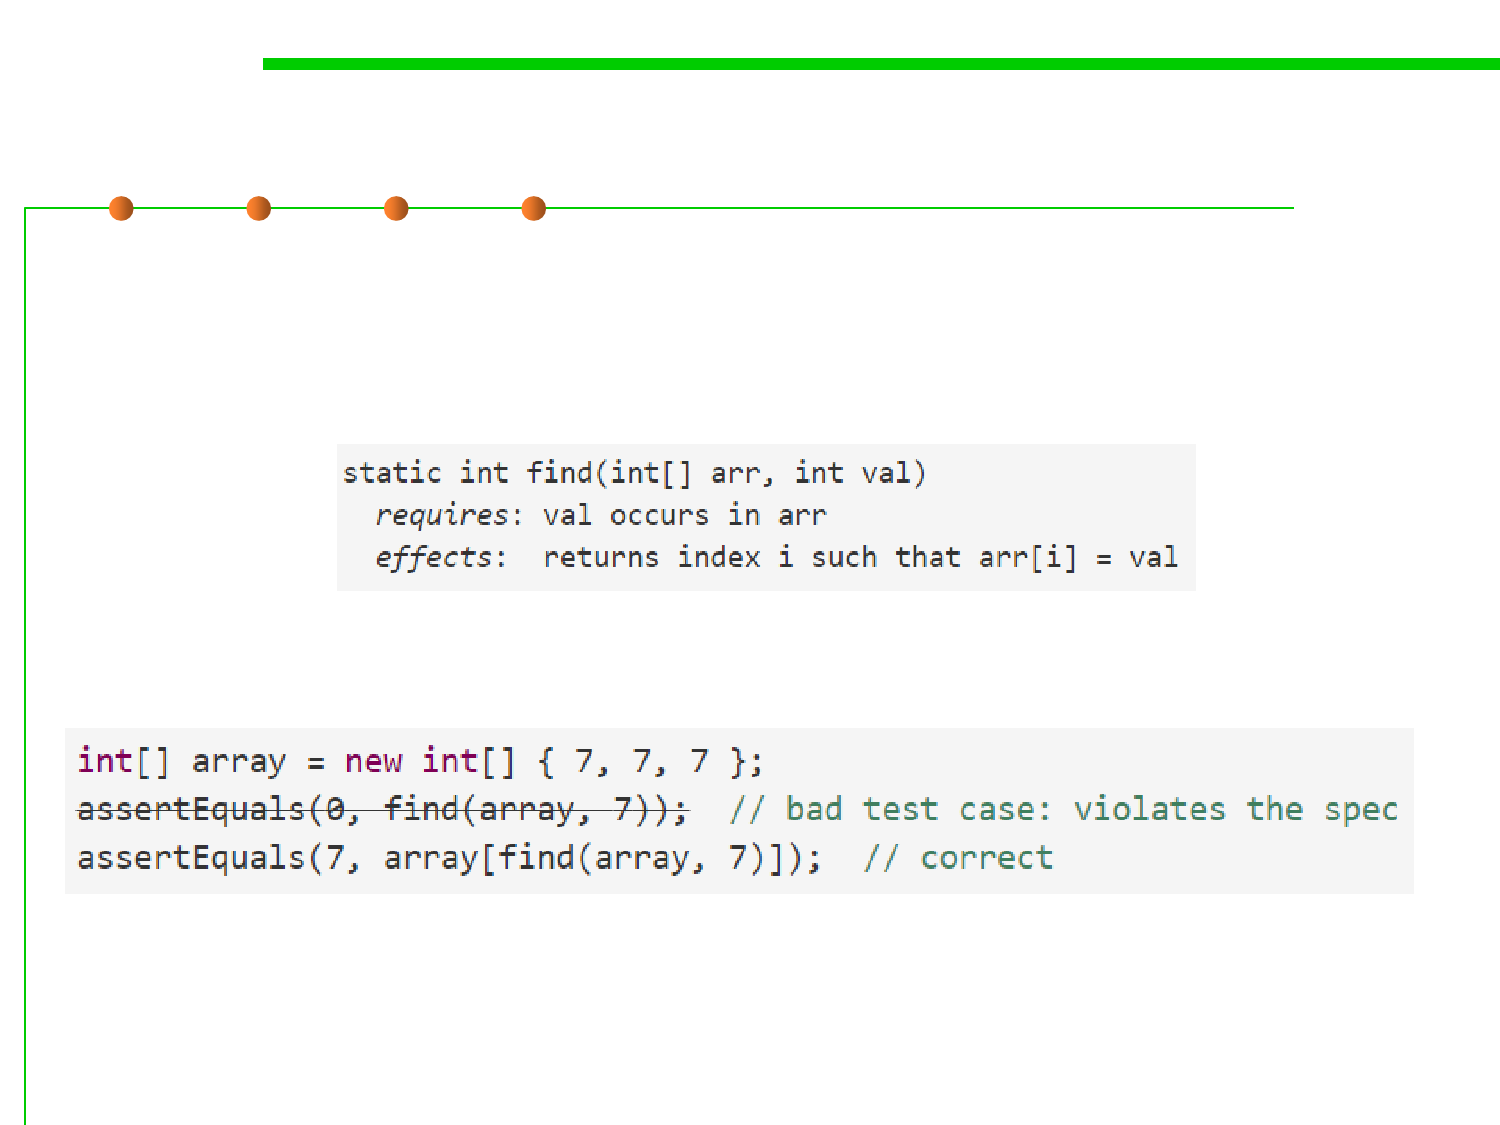 static int find(int[] arr, int val)
requires: val occurs in arr
effects: returns index i such that arr[i] = val
int[] array = new int[] { 7, 7, 7 };
assertEquals(0, find(array, 7)); // bad test case: violates the spec
assertEquals(7, array[find(array, 7)]); // correct